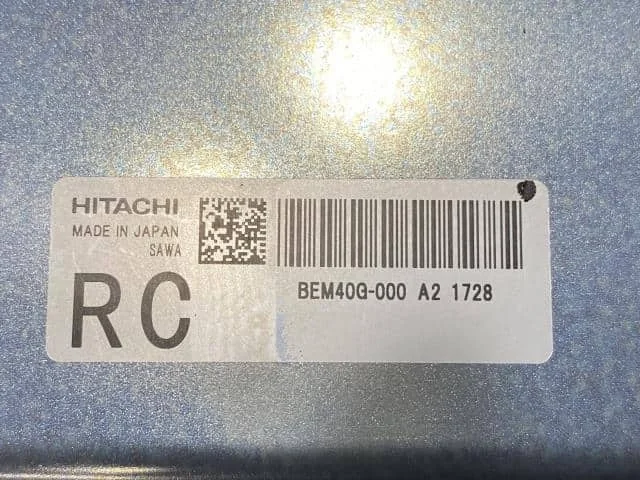 HITACHI
MADE IN JAPAN
SAWA
RC
BEM40G-000 A2 1728